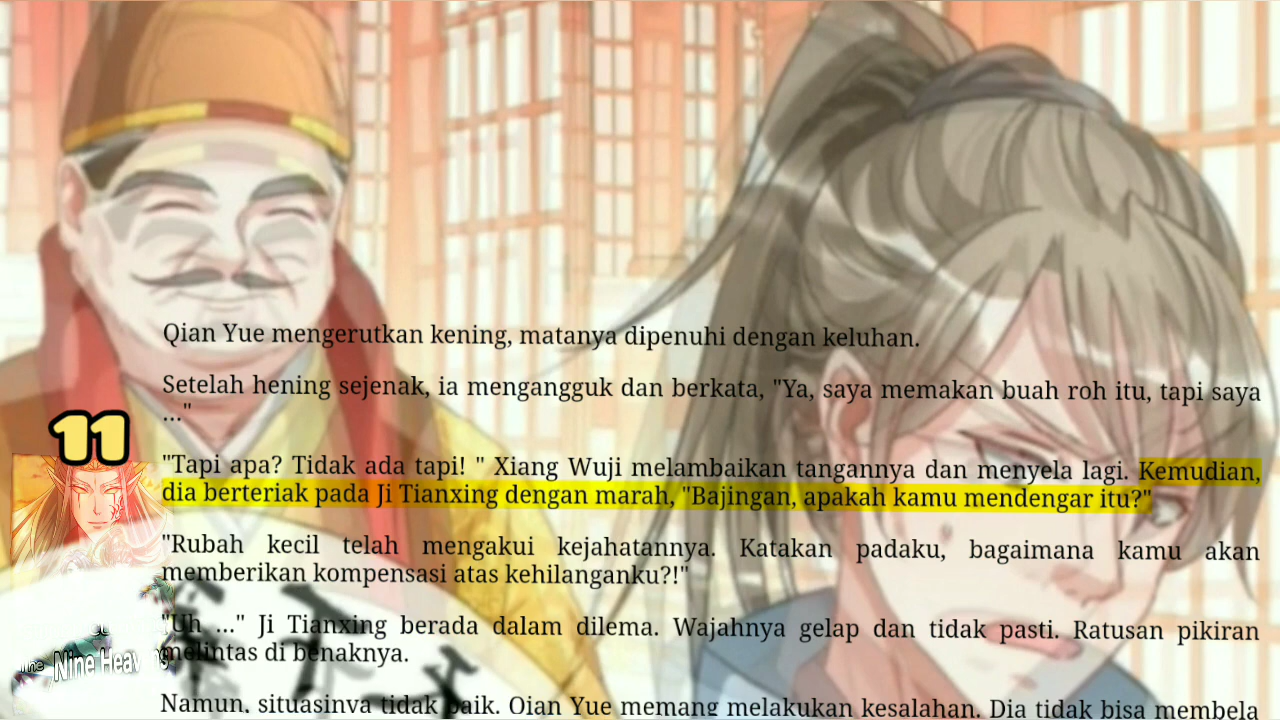 Qian Yue mengerutkan kening, matanya dipenuhi dengan keluhan.
Setelah hening sejenak, ia mengangguk dan berkata, "Ya, saya memakan buah roh itu, tapi saya
..."
"Tapi apa? Tidak ada tapi! " Xiang Wuji melambaikan tangannya dan menyela lagi. Kemudian,
dia berteriak pada Ji Tianxing dengan marah, "Bajingan, apakah kamu mendengar itu?"
11
"Rubah kecil telah mengakui kejahatannya. Katakan padaku, bagaimana kamu akan
memberikan kompensasi atas kehilanganku?!"
"Uh ..." Ji Tianxing berada dalam dilema. Wajahnya gelap dan tidak pasti. Ratusan pikiran
melintas di benaknya.
The Nine Heavens
Namun, situasinya tidak baik. Qian Yue memang melakukan kesalahan. Dia tidak bisa membela